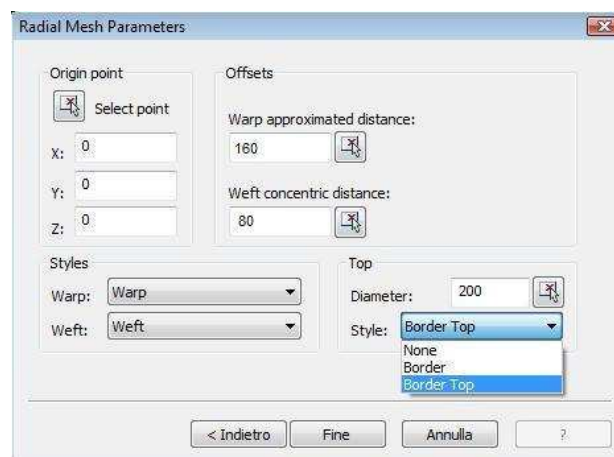 Radial Mesh Parameters
Origin point
Select point
X: 0
Y: 0
Z: 0
Offsets
Warp approximated distance:
160
Weft concentric distance:
80
Styles
Warp: Warp
Weft: Weft
Top
Diameter: 200
Style: Border Top
None
Border
Border Top
< Indietro
Fine
Annulla
?